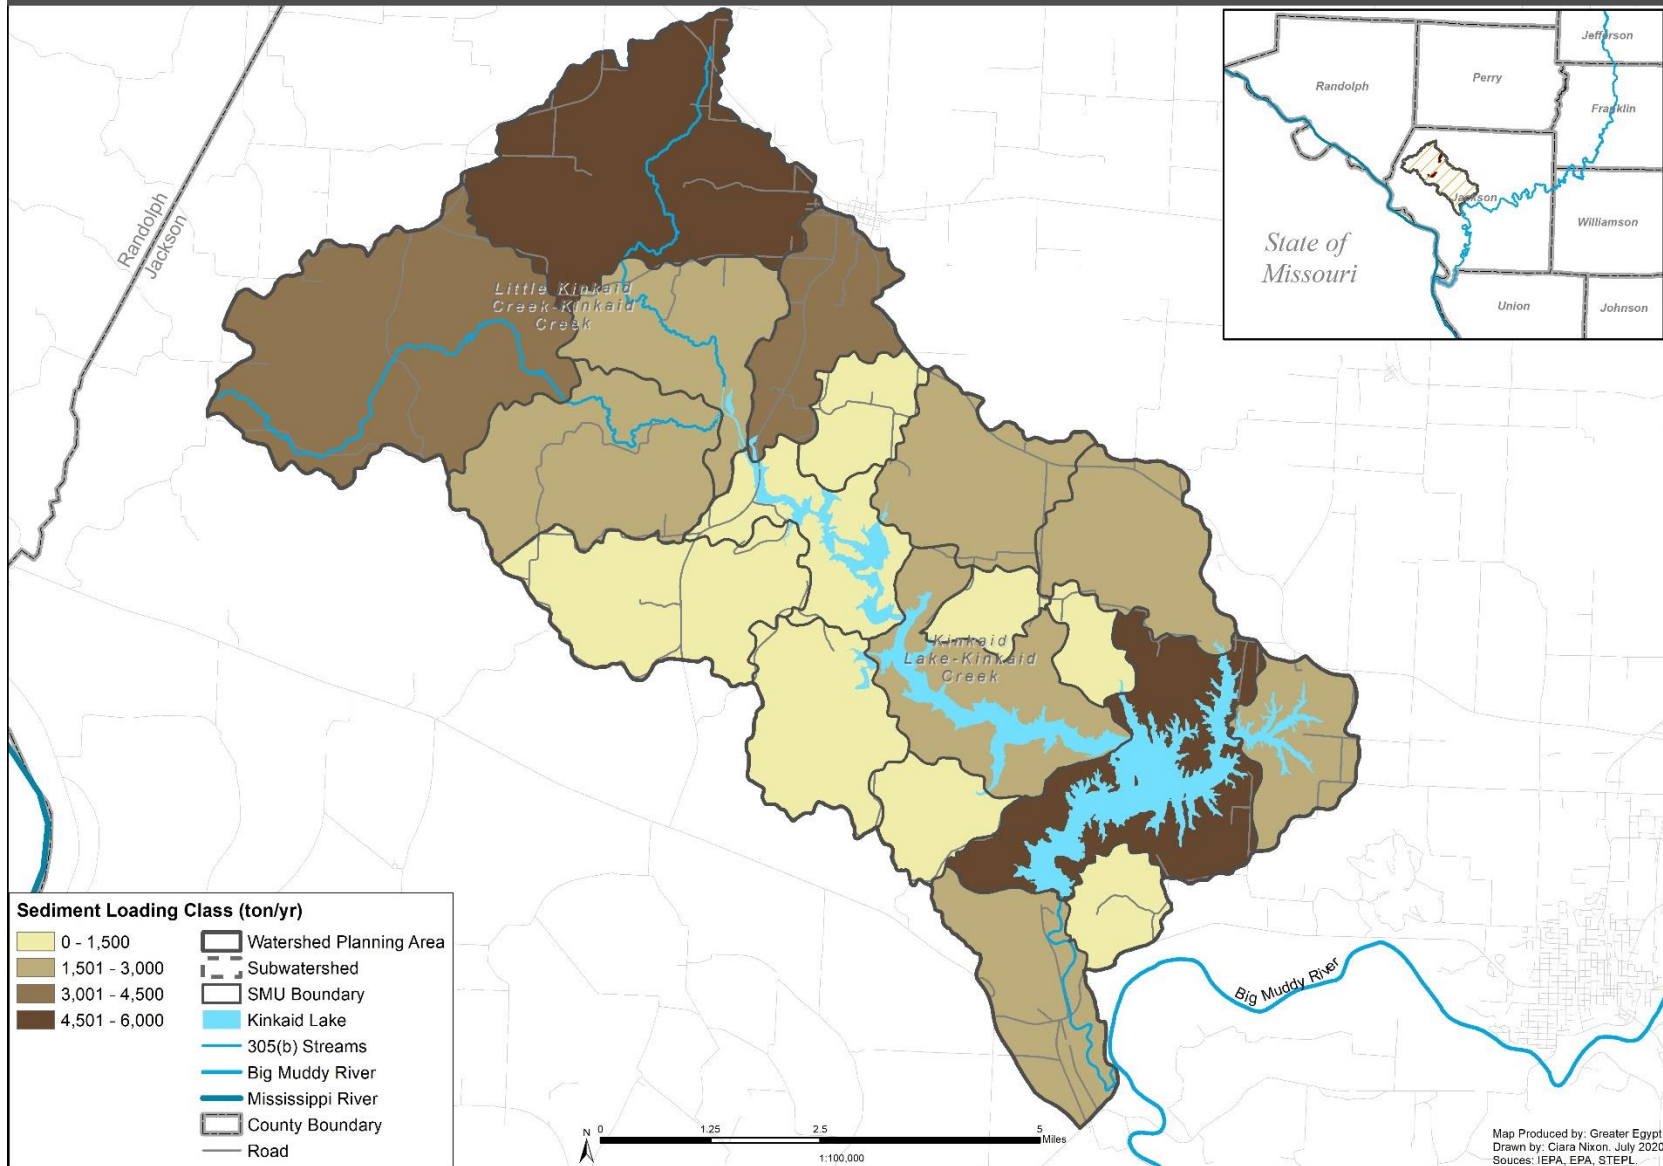 Randolph
Jackson
Little Kinkaid
Creek-Kinkaid
Creek
Kinkaid
Lake-Kinkaid
Creek
Big Muddy River
Jefferson
Randolph
Perry
Franklin
Jackson
Williamson
State of
Missouri
Union
Johnson
Sediment Loading Class (ton/yr)
0 - 1,500
1,501 - 3,000
3,001 - 4,500
4,501 - 6,000
Watershed Planning Area
Subwatershed
SMU Boundary
Kinkaid Lake
305(b) Streams
Big Muddy River
Mississippi River
County Boundary
Road
N
0 1.25 2.5 5
Miles
1:100,000
Map Produced by: Greater Egypt
Drawn by: Ciara Nixon. July 2020
Souces: IEPA, EPA, STEPL.